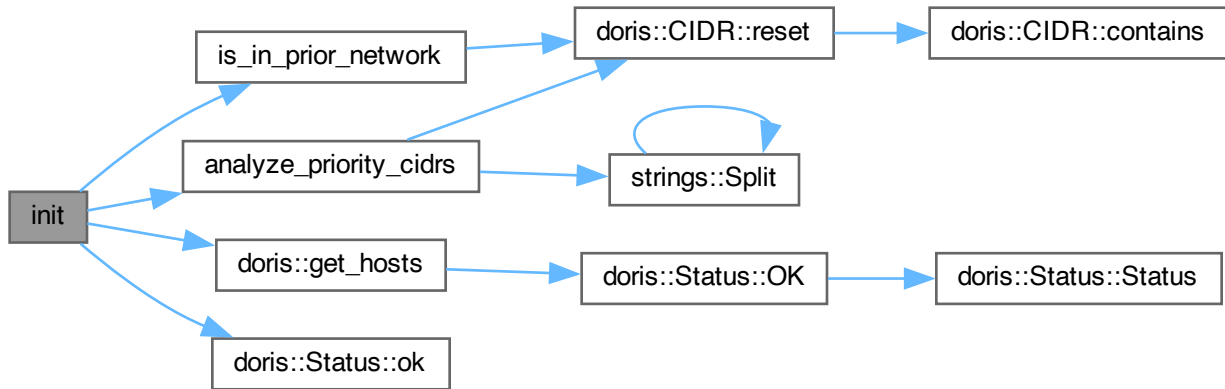 init
is_in_prior_network
analyze_priority_cidrs
doris::get_hosts
doris::Status::ok
doris::CIDR::reset
strings::Split
doris::Status::OK
doris::CIDR::contains
doris::Status::Status